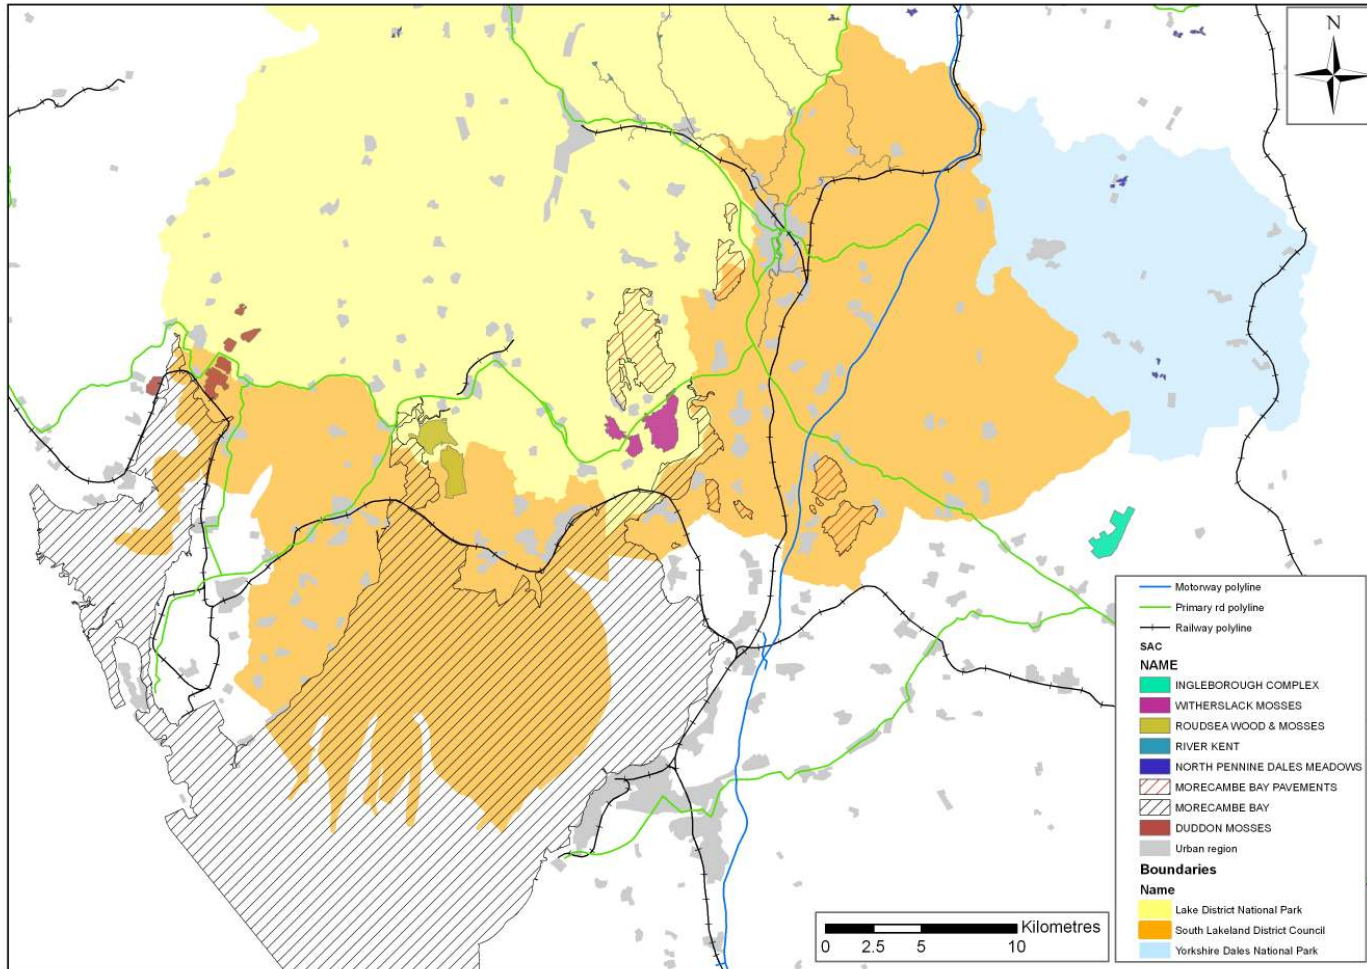 N
Motorway polyline
Primary rd polyline
Railway polyline
SAC
NAME
INGLEBOROUGH COMPLEX
WITHERSLACK MOSSES
ROUDSEA WOOD & MOSSES
RIVER KENT
NORTH PENNINE DALES MEADOWS
MORECAMBE BAY PAVEMENTS
MORECAMBE BAY
DUDDON MOSSES
Urban region
Boundaries
Name
Lake District National Park
South Lakeland District Council
Yorkshire Dales National Park
Kilometres
0 2.5 5 10